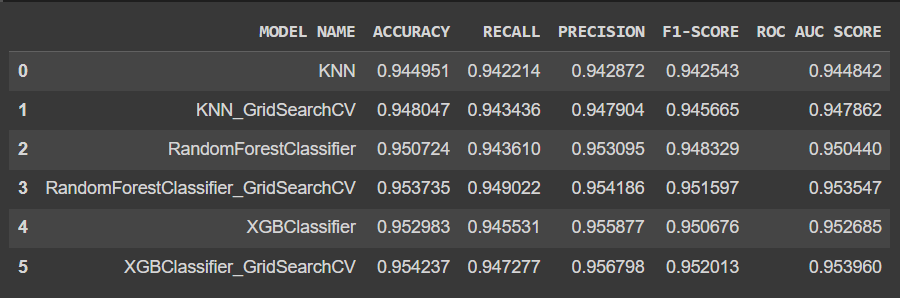 MODEL NAME ACCURACY RECALL PRECISION F1-SCORE ROC AUC SCORE
0 KNN 0.944951 0.942214 0.942872 0.942543 0.944842
1 KNN_GridSearchCV 0.948047 0.943436 0.947904 0.945665 0.947862
2 RandomForestClassifier 0.950724 0.943610 0.953095 0.948329 0.950440
3 RandomForestClassifier_GridSearchCV 0.953735 0.949022 0.954186 0.951597 0.953547
4 XGBClassifier 0.952983 0.945531 0.955877 0.950676 0.952685
5 XGBClassifier_GridSearchCV 0.954237 0.947277 0.956798 0.952013 0.953960